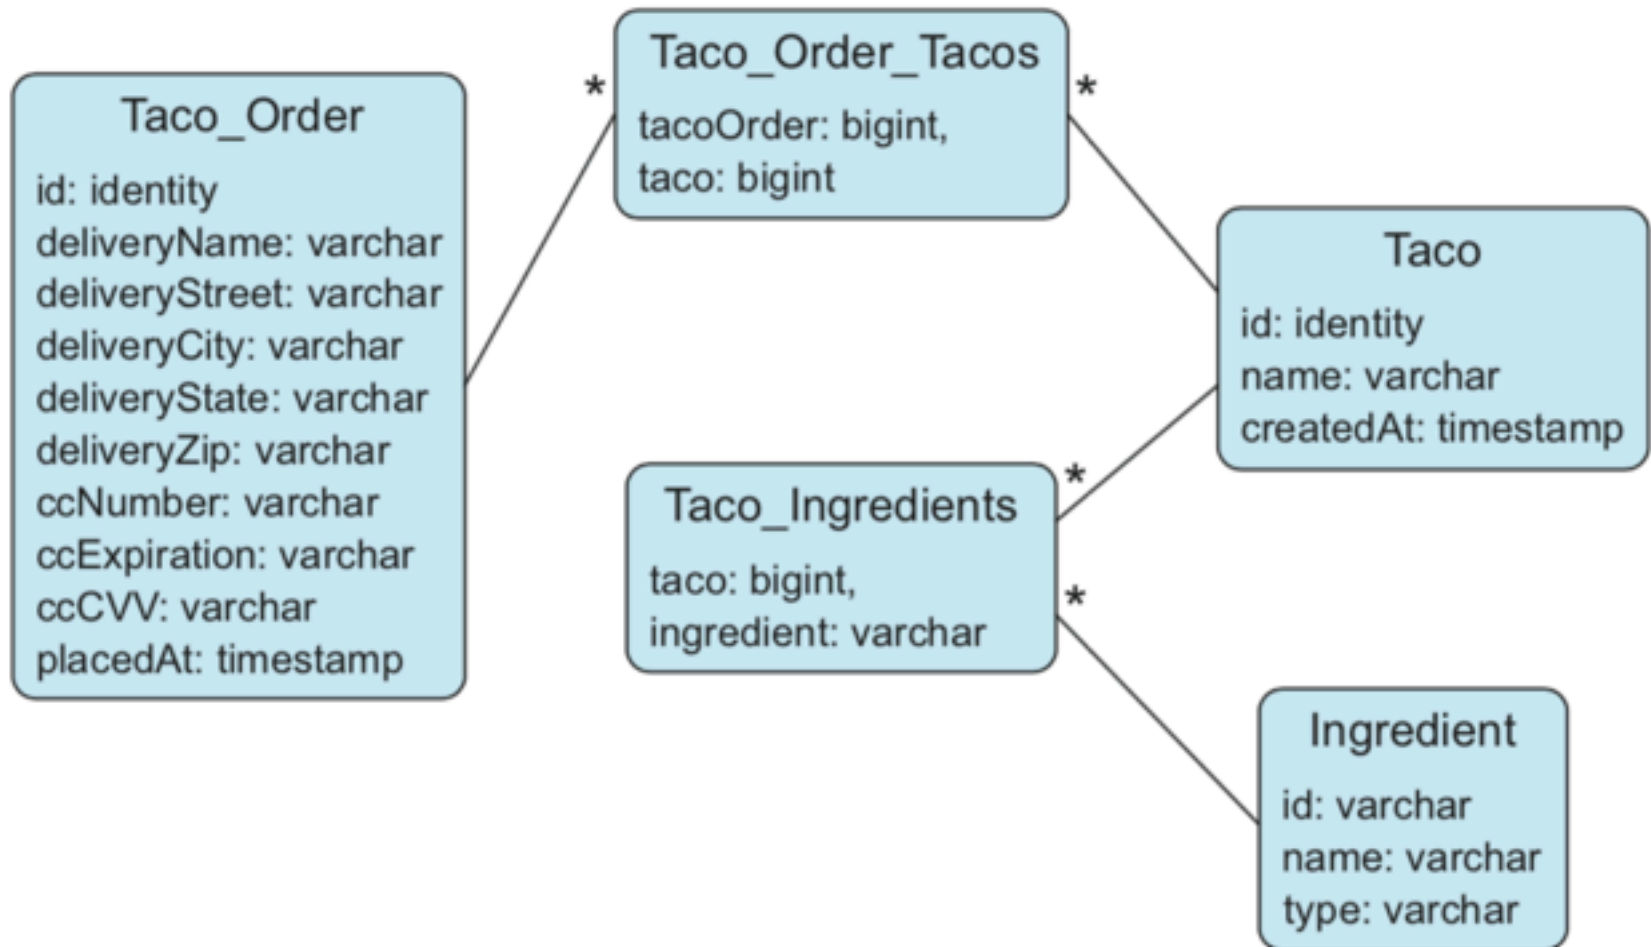 Taco_Order
id: identity
deliveryName: varchar
deliveryStreet: varchar
deliveryCity: varchar
deliveryState: varchar
deliveryZip: varchar
ccNumber: varchar
ccExpiration: varchar
ccCVV: varchar
placedAt: timestamp
*
Taco_Order_Tacos
tacoOrder: bigint,
taco: bigint
*
Taco
id: identity
name: varchar
createdAt: timestamp
Taco_Ingredients
taco: bigint,
ingredient: varchar
*
*
Ingredient
id: varchar
name: varchar
type: varchar